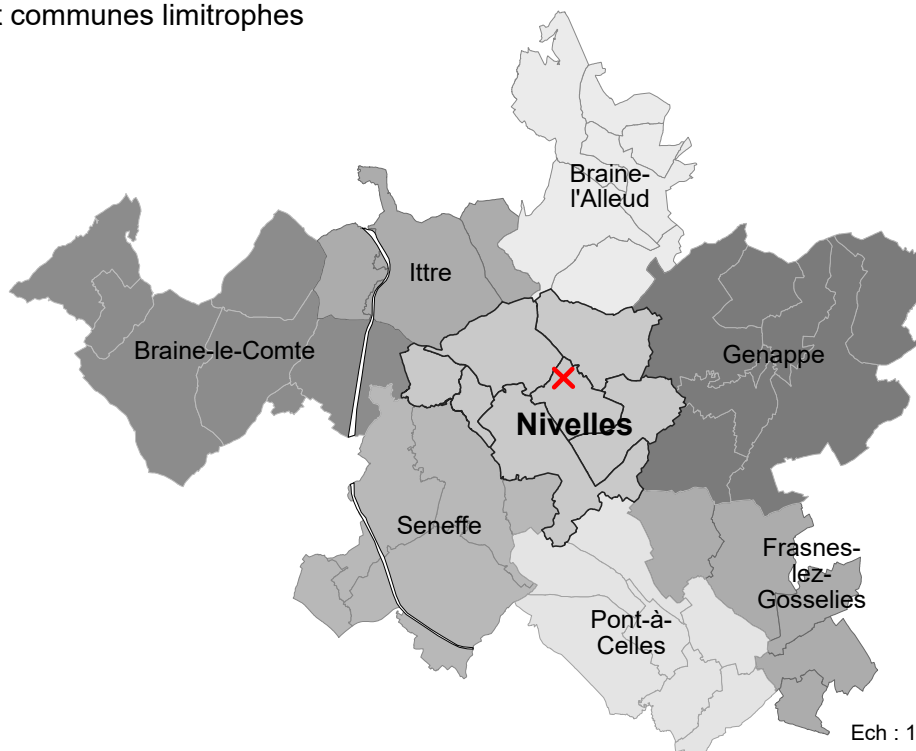 t communes limitrophes
Braine-
l'Alleud
Ittre
Braine-le-Comte
Genappe
Nivelles
Seneffe
Frasnes-
lez-
Gosselies
Pont-à-
Celles
Ech : 1